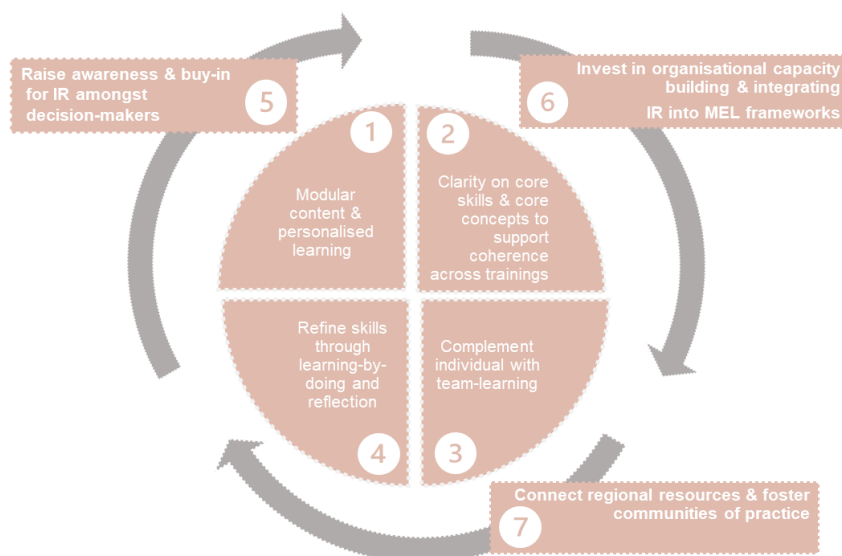 Raise awareness & buy-in
for IR amongst
decision-makers
5
Invest in organisational capacity
building & integrating
IR into MEL frameworks
6
1
Modular
content &
personalised
learning
2
Clarity on core
skills & core
concepts to
support
coherence
across trainings
Refine skills
through
learning-by-
doing and
reflection
4
Complement
individual with
team-learning
3
Connect regional resources & foster
communities of practice
7